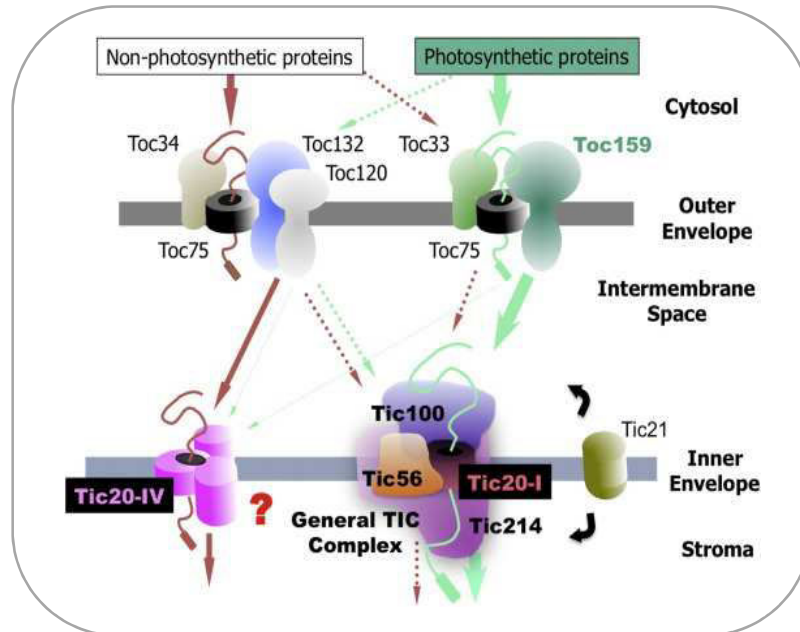 Non-photosynthetic proteins
Photosynthetic proteins
Cytosol
Toc34
Toc132
Toc33
Toc159
Toc120
Outer
Envelope
Toc75
Toc75
Intermembrane
Space
Tic100
Tic21
Tic56
Tic20-I
Inner
Envelope
Tic20-IV
?
General TIC
Complex
Tic214
Stroma